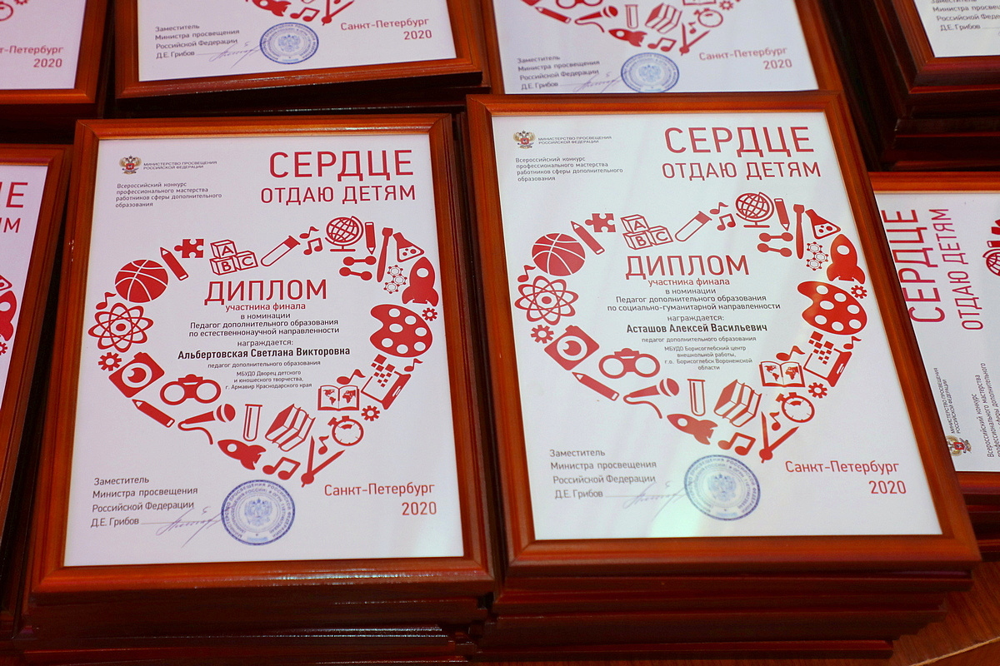 Заместитель
Министра просвещения
Российской Федерации
Д.Е. Грибов
Санкт-Петербург
2020
Заместитель
Министра просвещения
Российской Федерации
Д.Е. Грибов
Санкт-Петербург
2020
Российской Федерации
Д.Е. Грибов
-Петербург
2020
МИНИСТЕРСТВО ПРОСВЕЩЕНИЯ
РОССИЙСКОЙ ФЕДЕРАЦИИ
Всероссийский конкурс
профессионального мастерства
работников сферы дополнительного
образования
СЕРДЦЕ
ОТДАЮ ДЕТЯМ
A
B C
ДИПЛОМ
участника финала
в номинации
Педагог дополнительного образования
по естественнонаучной направленности
награждается:
Альбертовская Светлана Викторовна
педагог дополнительного образования
МБУДО Дворец детского
и юношеского творчества,
г. Армавир Краснодарского края
Заместитель
Министра просвещения
Российской Федерации
Д.Е. Грибов
Санкт-Петербург
2020
МИНИСТЕРСТВО ПРОСВЕЩЕНИЯ
РОССИЙСКОЙ ФЕДЕРАЦИИ
Всероссийский конкурс
профессионального мастерства
работников сферы дополнительного
образования
СЕРДЦЕ
ОТДАЮ ДЕТЯМ
A
B C
ДИПЛОМ
участника финала
в номинации
Педагог дополнительного образования
по социально-гуманитарной направленности
награждается:
Асташов Алексей Васильевич
педагог дополнительного образования
МБУДО Борисоглебский центр
внешкольной работы,
г.о. Борисоглебск Воронежской
области
Заместитель
Министра просвещения
Российской Федерации
Д.Е. Грибов
Санкт-Петербург
2020
СЕРДЦЕ
ОТДАЮ ДЕТЯМ
МИНИСТЕРСТВО ПРОСВЕЩЕНИЯ
РОССИЙСКОЙ ФЕДЕРАЦИИ
Всероссийский конкурс
профессионального мастерства